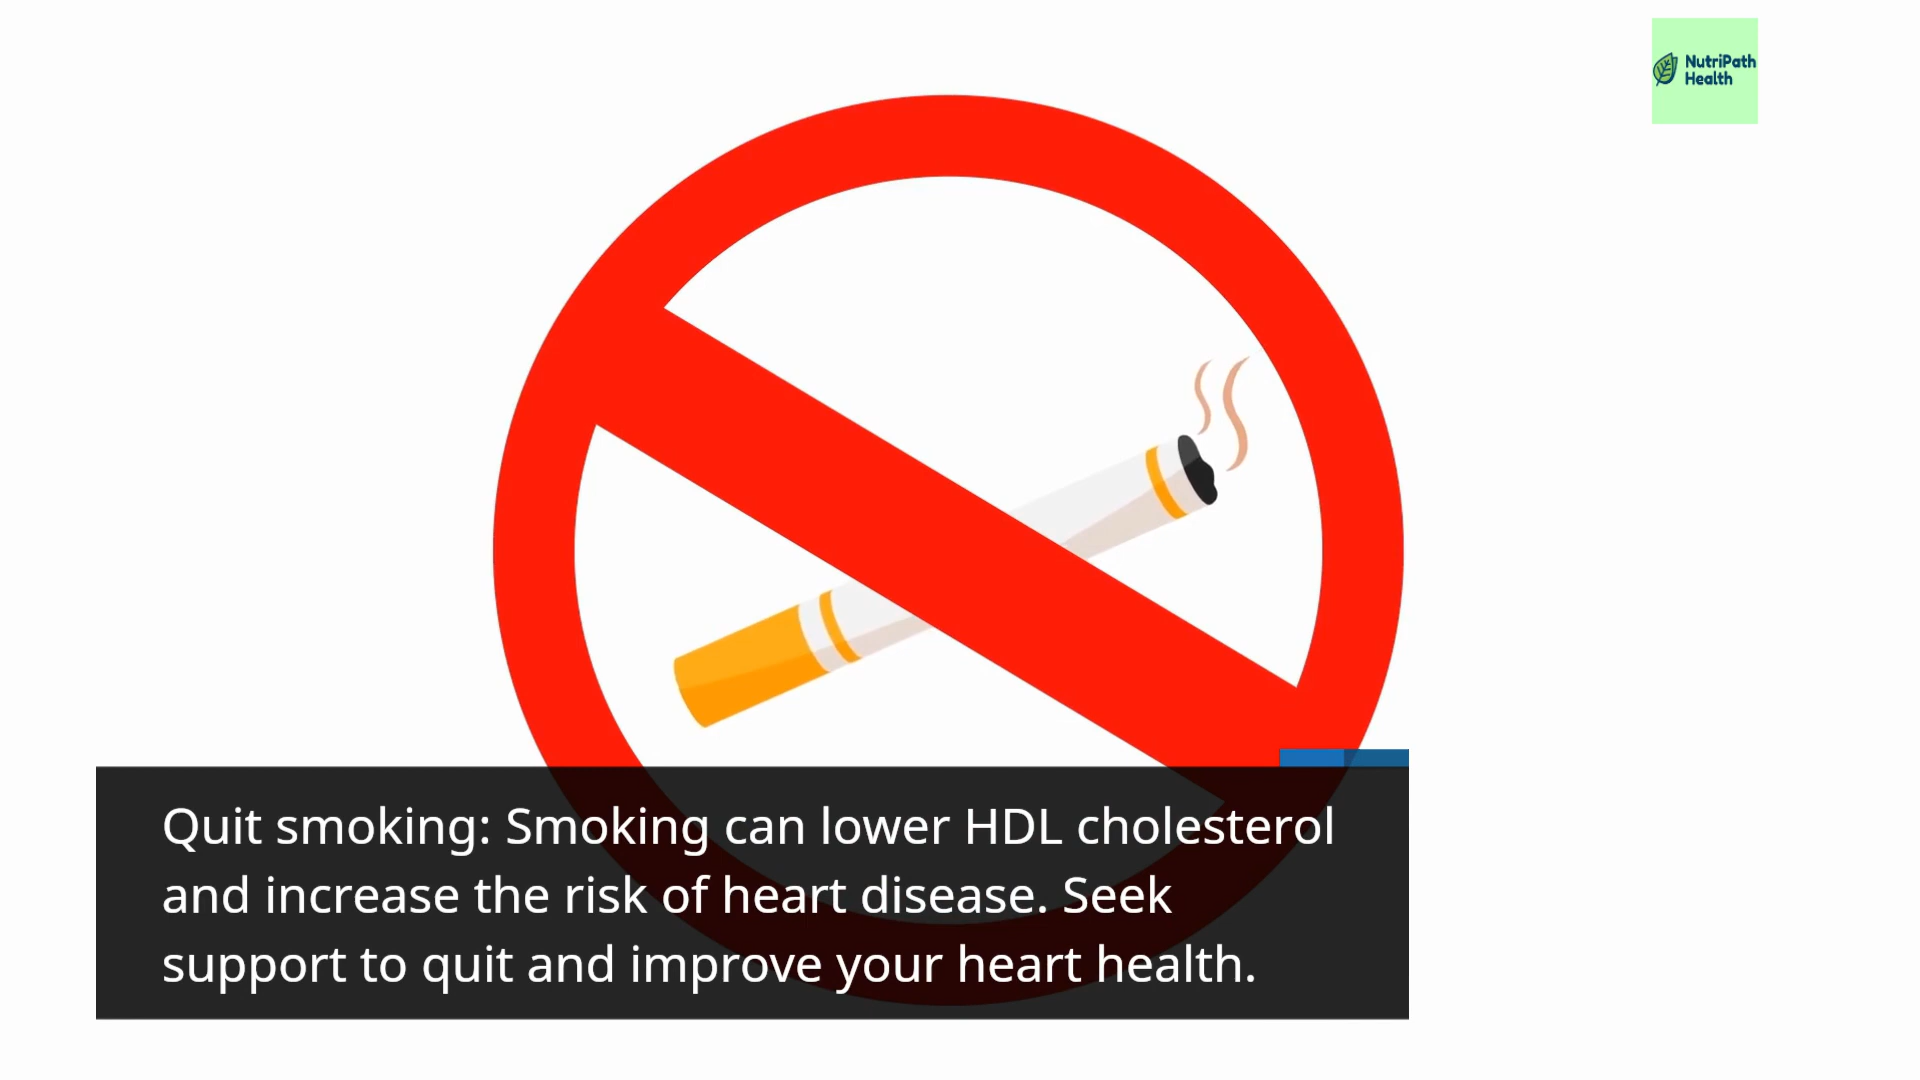 NutriPath
Health
Quit smoking: Smoking can lower HDL cholesterol
and increase the risk of heart disease. Seek
support to quit and improve your heart health.